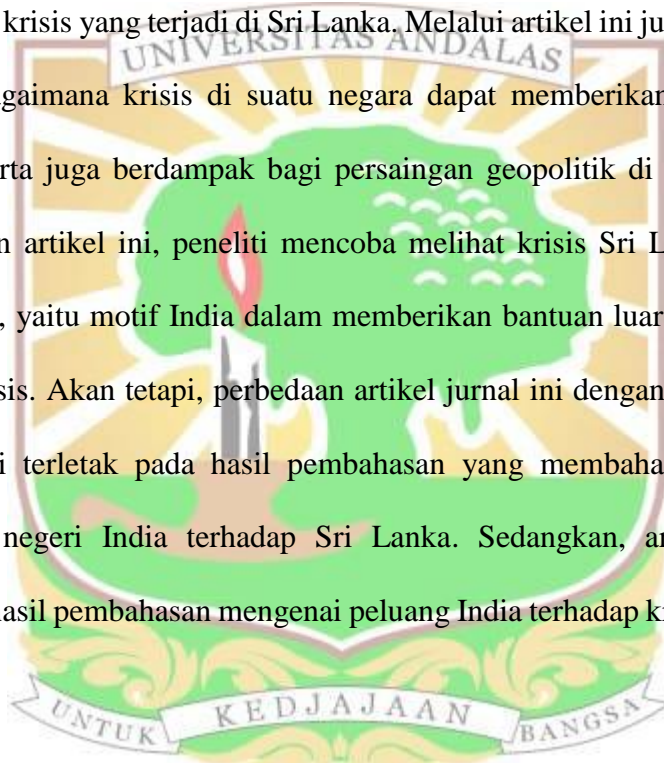 krisis yang terjadi di Sri Lanka. Melalui artikel ini ju
UNIVERSITAS ANDALAS
agaimana krisis di suatu negara dapat memberikan
rta juga berdampak bagi persaingan geopolitik di
n artikel ini, peneliti mencoba melihat krisis Sri L
, yaitu motif India dalam memberikan bantuan luar
sis. Akan tetapi, perbedaan artikel jurnal ini dengan
i terletak pada hasil pembahasan yang membaha
negeri India terhadap Sri Lanka. Sedangkan, ar
hasil pembahasan mengenai peluang India terhadap kr
UNTUK KEDJAJAAN BANGSA